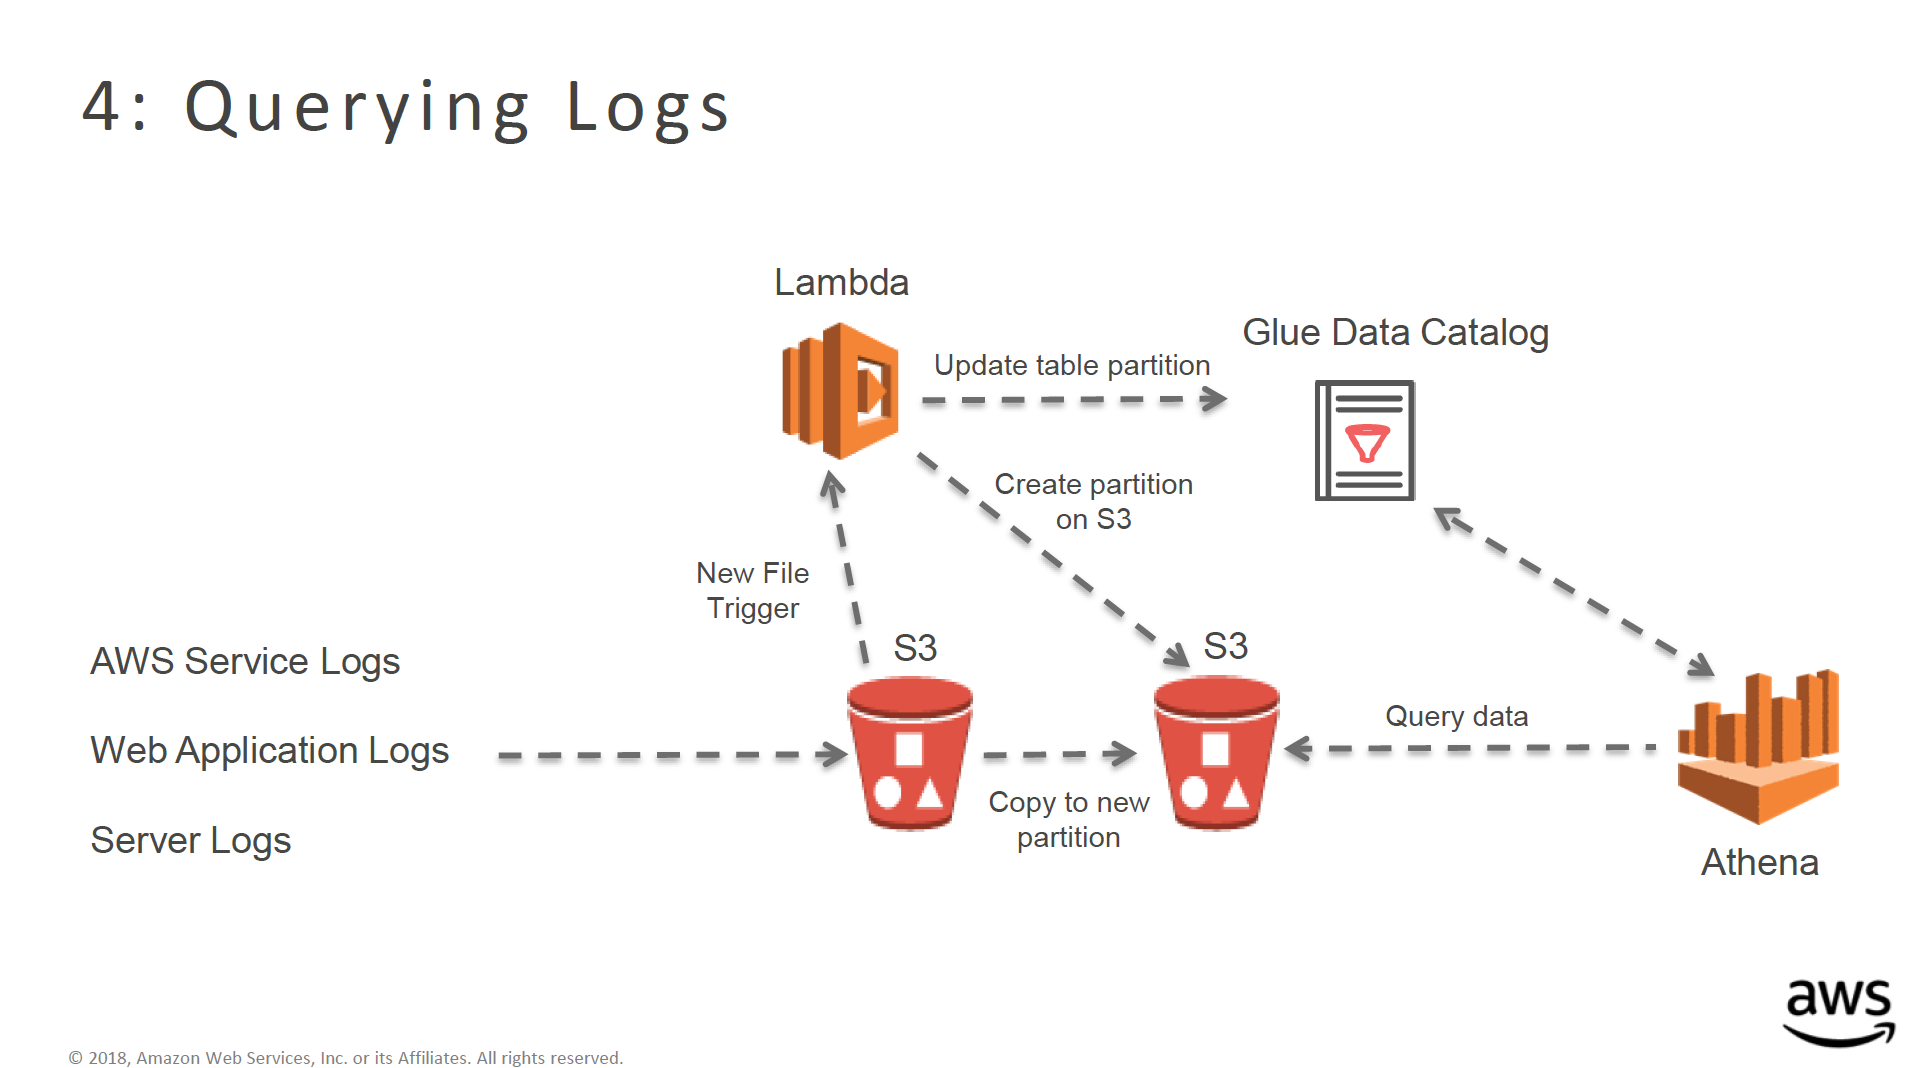 4: Querying Logs
Lambda
Glue Data Catalog
Update table partition
Create partition
on S3
New File
Trigger
S3
S3
AWS Service Logs
Web Application Logs
Server Logs
Query data
Copy to new
partition
Athena
aws
© 2018, Amazon Web Services, Inc. or its Affiliates. All rights reserved.